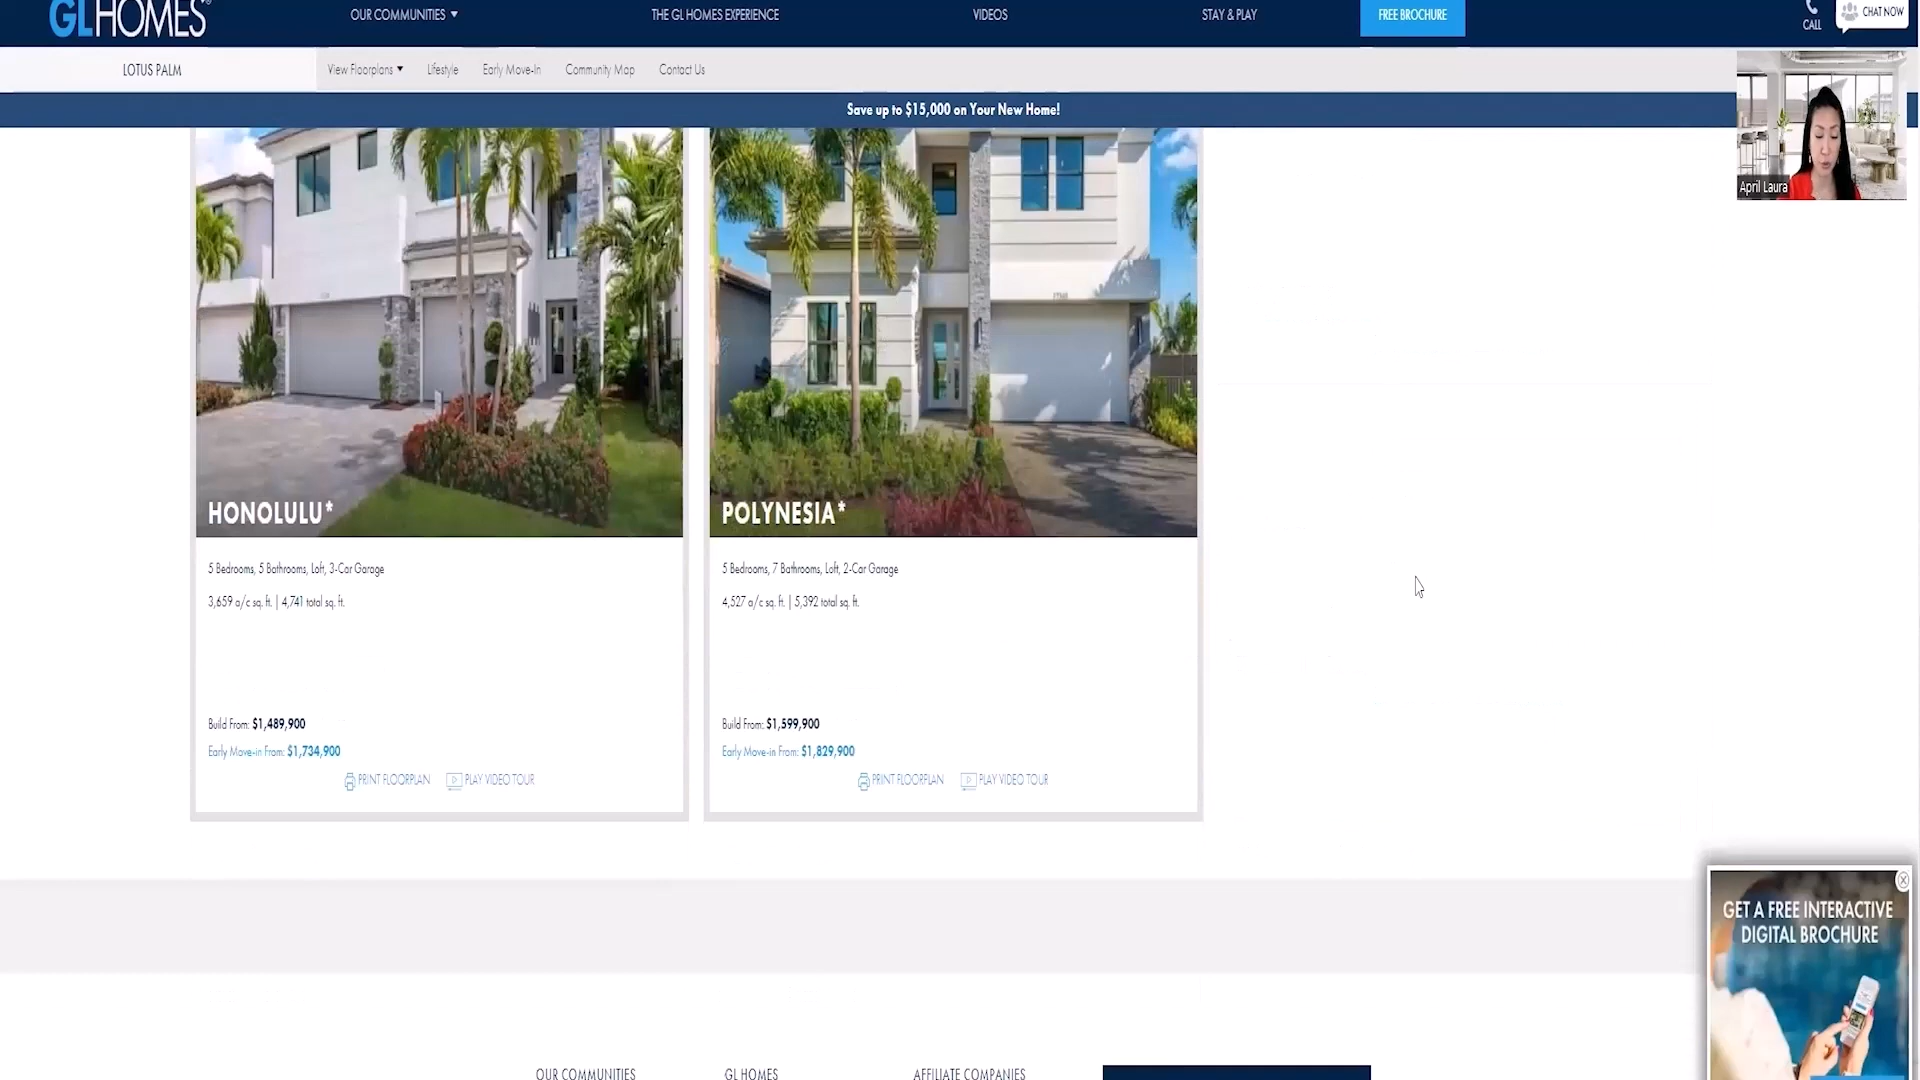 GLHOMES®
OUR COMMUNITIES
THE GL HOMES EXPERIENCE
VIDEOS
STAY & PLAY
FREE BROCHURE
CALL
CHAT NOW
LOTUS PALM
View Floorplans
Lifestyle
Early Move-In
Community Map
Contact Us
Save up to $15,000 on Your New Home!
April Laura
HONOLULU*
5 Bedrooms, 5 Bathrooms, Loft, 3-Car Garage
3,659 a/c sq. ft. | 4,741 total sq. ft.
Build From: $1,489,900
Early Move-in From: $1,734,900
PRINT FLOORPLAN
PLAY VIDEO TOUR
POLYNESIA*
5 Bedrooms, 7 Bathrooms, Loft, 2-Car Garage
4,527 a/c sq. ft. | 5,392 total sq. ft.
Build From: $1,599,900
Early Move-in From: $1,829,900
PRINT FLOORPLAN
PLAY VIDEO TOUR
GET A FREE INTERACTIVE
DIGITAL BROCHURE
OUR COMMUNITIES
GL HOMES
AFFILIATE COMPANIES